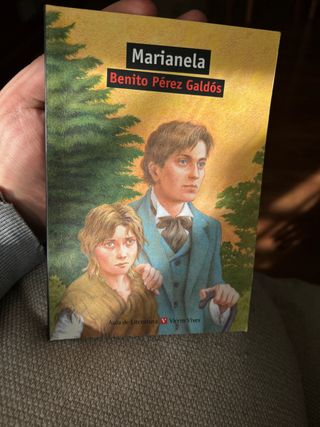 Marianela
Benito Pérez Galdós
Aula de Literatura V Vicens Vives